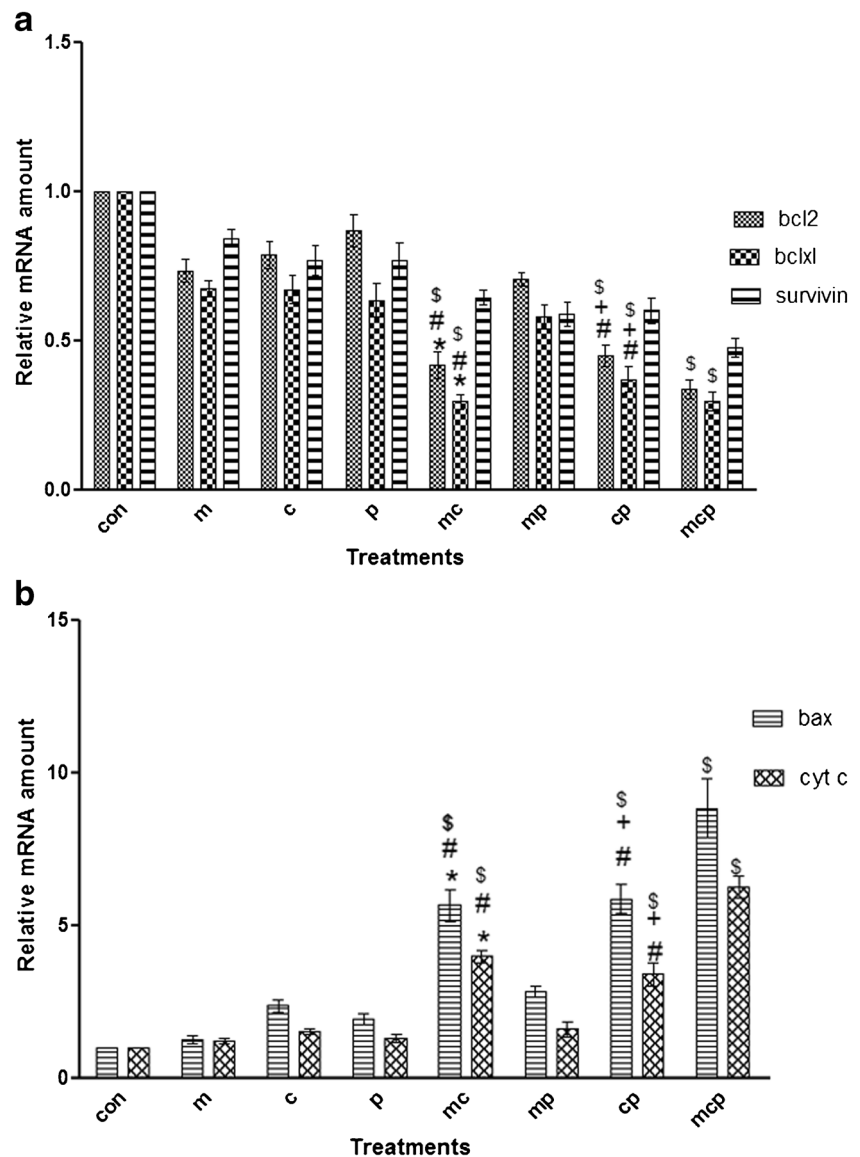 a
1.5
1.0
0.5
0.0
Relative mRNA amount
$
#
*
$
#
*
$
+
#
$
+
#
$
$
bcl2
bclxl
survivin
con m c p mc mp cp mcp
Treatments
b
15
10
5
0
Relative mRNA amount
$
#
*
$
#
*
$
+
#
$
+
#
$
$
bax
cyt c
con m c p mc mp cp mcp
Treatments